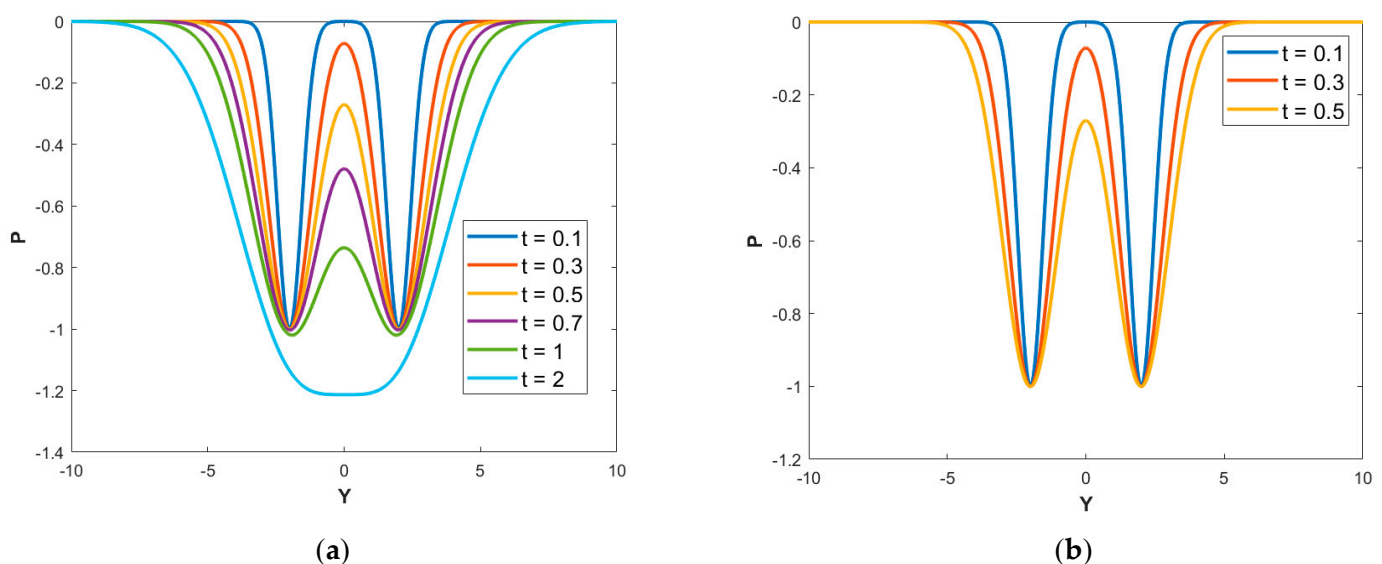 0
-0.2
-0.4
-0.6
-0.8
-1
-1.2
-1.4
P
-10
-5
0
5
10
Y
t = 0.1
t = 0.3
t = 0.5
t = 0.7
t = 1
t = 2
(a)
0
-0.2
-0.4
-0.6
-0.8
-1
-1.2
P
-10
-5
0
5
10
Y
t = 0.1
t = 0.3
t = 0.5
(b)